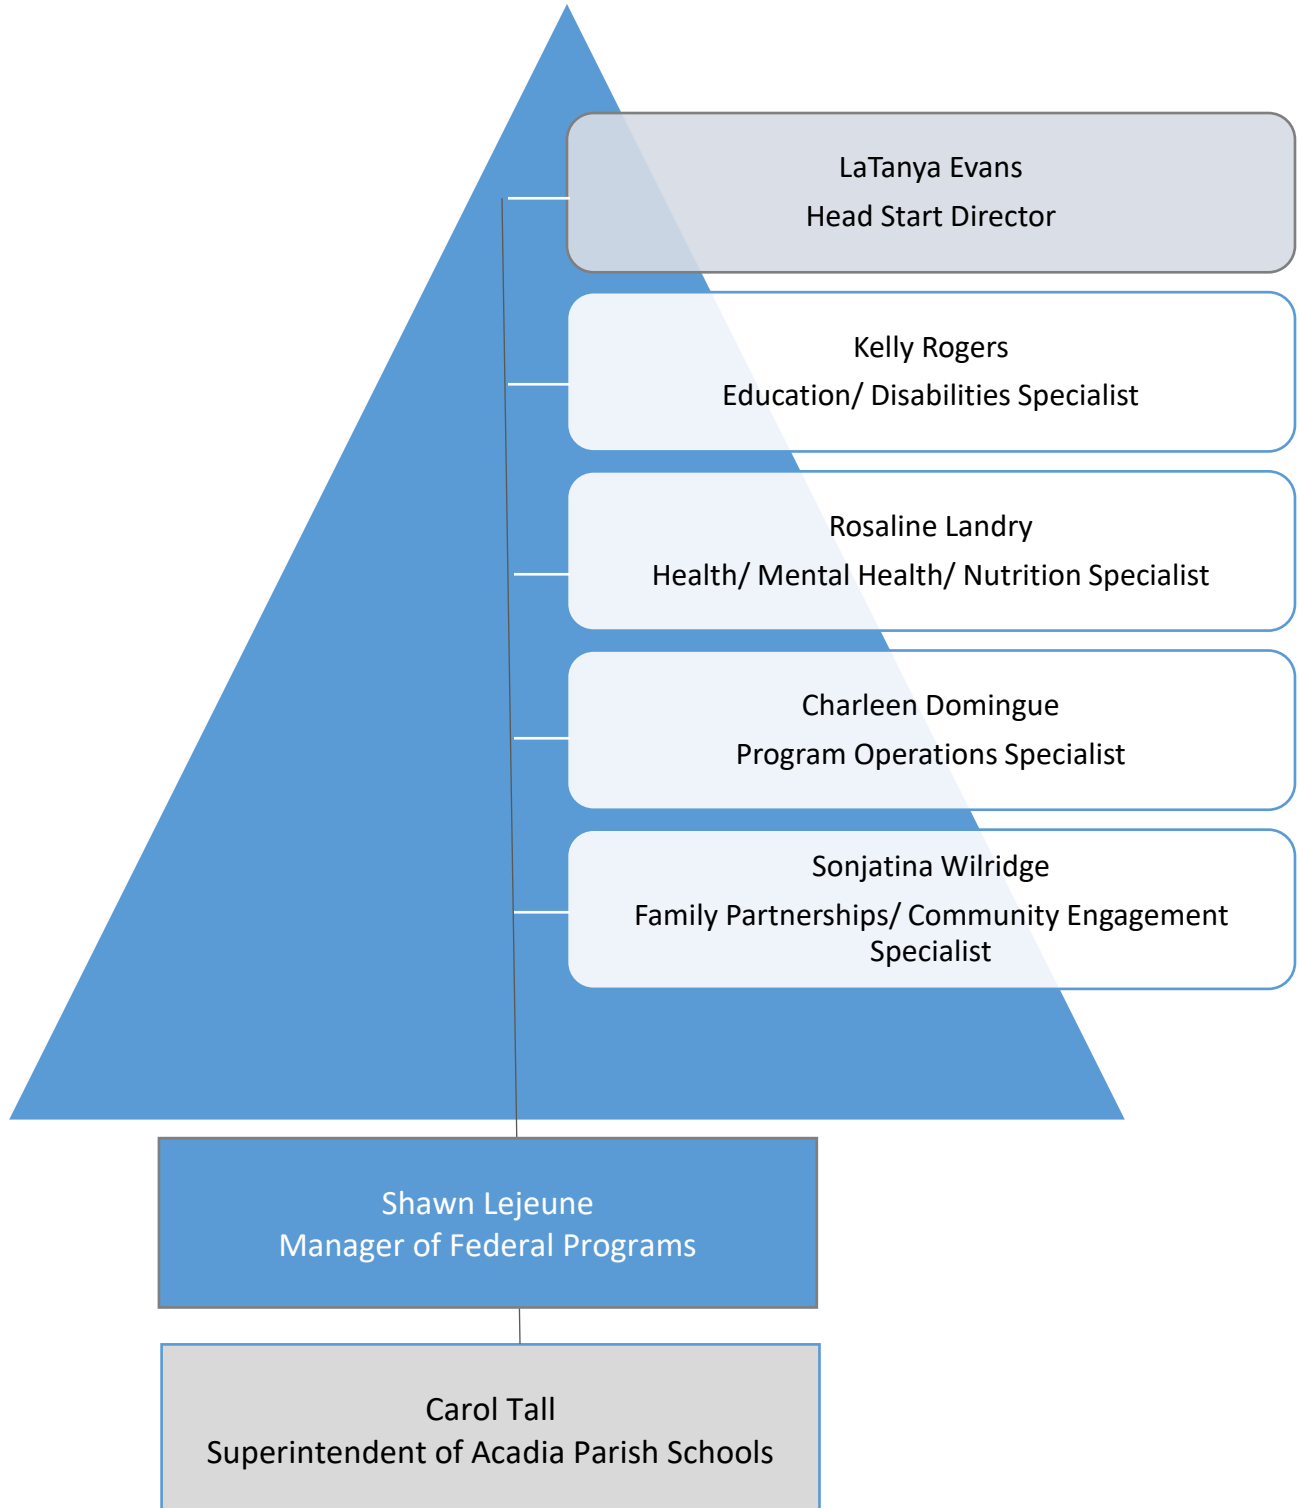 LaTanya Evans
Head Start Director
Kelly Rogers
Education/ Disabilities Specialist
Rosaline Landry
Health/ Mental Health/ Nutrition Specialist
Charleen Domingue
Program Operations Specialist
Sonjatina Wilridge
Family Partnerships/ Community Engagement
Specialist
Shawn Lejeune
Manager of Federal Programs
Carol Tall
Superintendent of Acadia Parish Schools